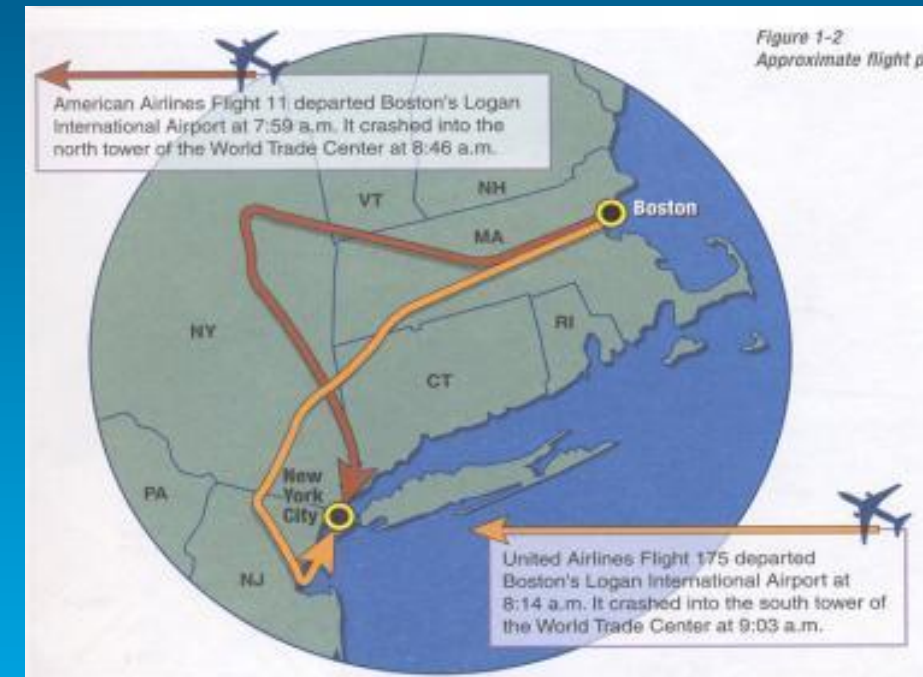 Figure 1-2
Approximate flight p
American Airlines Flight 11 departed Boston's Logan
International Airport at 7:59 a.m. It crashed into the
north tower of the World Trade Center at 8:46 a.m.
VT
NH
Boston
MA
NY
RI
CT
New
York
City
PA
NJ
United Airlines Flight 175 departed
Boston's Logan International Airport at
8:14 a.m. It crashed into the south tower of
the World Trade Center at 9:03 a.m.